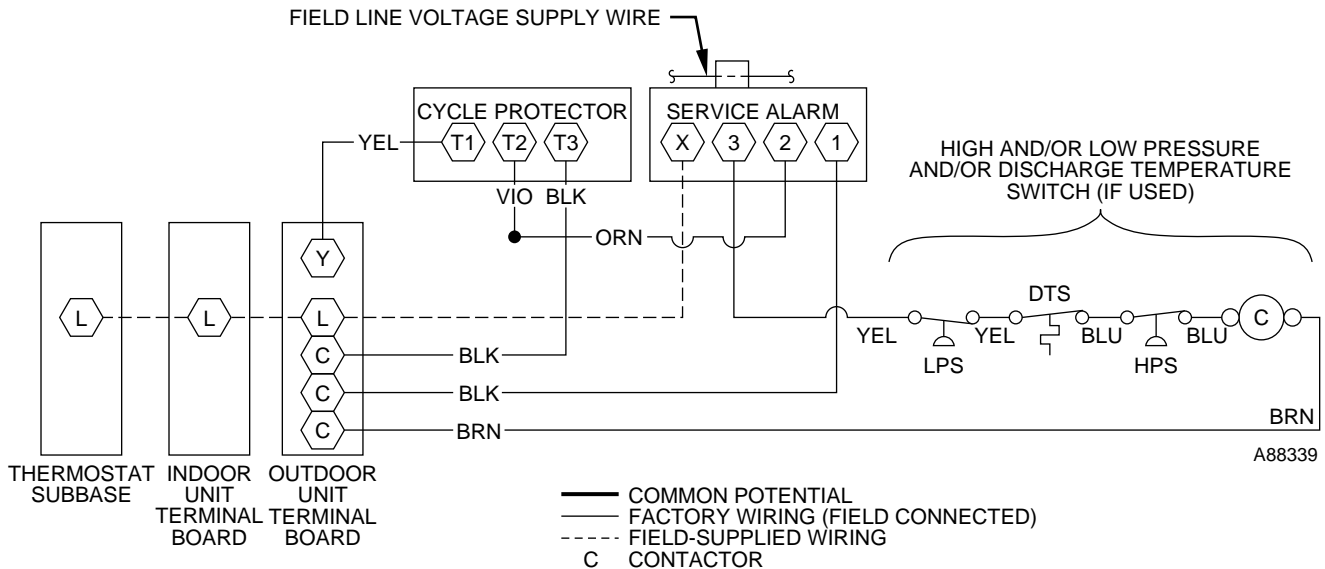 FIELD LINE VOLTAGE SUPPLY WIRE
CYCLE PROTECTOR
T1 T2 T3
SERVICE ALARM
X 3 2 1
YEL
VIO BLK
ORN
HIGH AND/OR LOW PRESSURE
AND/OR DISCHARGE TEMPERATURE
SWITCH (IF USED)
Y
L L L
C
C
C
BLK
BLK
BRN
YEL
LPS
YEL
DTS
BLU
HPS
BLU
C
BRN
A88339
THERMOSTAT
SUBBASE
INDOOR
UNIT
TERMINAL
BOARD
OUTDOOR
UNIT
TERMINAL
BOARD
COMMON POTENTIAL
FACTORY WIRING (FIELD CONNECTED)
FIELD-SUPPLIED WIRING
C CONTACTOR